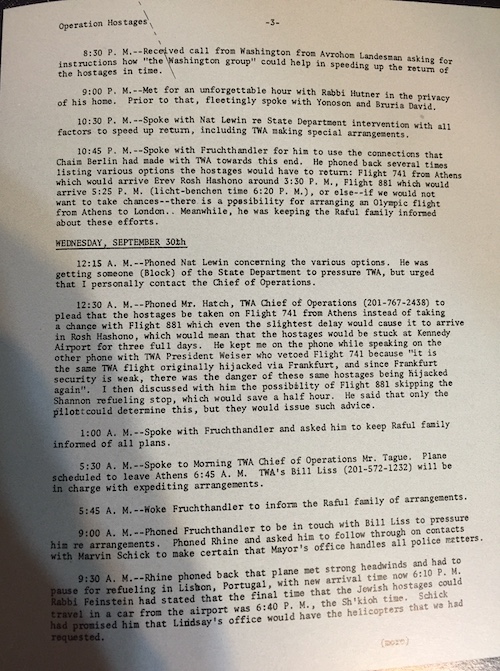 Operation Hostages -3-
8:30 P. M.--Received call from Washington from Avrohom Landesman asking for
instructions how "the Washington group" could help in speeding up the return of
the hostages in time.
9:00 P. M.--Met for an unforgettable hour with Rabbi Hutner in the privacy
of his home. Prior to that, fleetingly spoke with Yonoson and Bruria David.
10:30 P. M.--Spoke with Nat Lewin re State Department intervention with all
factors to speed up return, including TWA making special arrangements.
10:45 P. M.--Spoke with Fruchthandler for him to use the connections that
Chaim Berlin had made with TWA towards this end. He phoned back several times
listing various options the hostages would have to return: Flight 741 from Athens
which would arrive Erev Rosh Hashono around 3:30 P. M., Flight 881 which would
arrive 5:25 P. M. (licht-benchen time 6:20 P. M.), or else--if we would not
want to take chances--there is a possibility for arranging an Olympic flight
from Athens to London.. Meanwhile, he was keeping the Raful family informed
about these efforts.
WEDNESDAY, SEPTEMBER 30th
12:15 A. M.--Phoned Nat Lewin concerning the various options. He was
getting someone (Block) of the State Department to pressure TWA, but urged
that I personally contact the Chief of Operations.
12:30 A. M.--Phoned Mr. Hatch, TWA Chief of Operations (201-767-2438) to
plead that the hostages be taken on Flight 741 from Athens instead of taking
a chance with Flight 881 which even the slightest delay would cause it to arrive
in Rosh Hashono, which would mean that the hostages would be stuck at Kennedy
Airport for three full days. He kept me on the phone while speaking on the
other phone with TWA President Weiser who vetoed Flight 741 because "it is
the same TWA flight originally hijacked via Frankfurt, and since Frankfurt
security is weak, there was the danger of these same hostages being hijacked
again". I then discussed with him the possibility of Flight 881 skipping the
Shannon refueling stop, which would save a half hour. He said that only the
pilot could determine this, but they would issue such advice.
1:00 A. M.--Spoke with Fruchthandler and asked him to keep Raful family
informed of all plans.
5:30 A. M.--Spoke to Morning TWA Chief of Operations Mr. Tague. Plane
scheduled to leave Athens 6:45 A. M. TWA's Bill Liss (201-572-1232) will be
in charge with expediting arrangements.
5:45 A. M.--Woke Fruchthandler to inform the Raful family of arrangements.
9:00 A. M.--Phoned Fruchthandler to be in touch with Bill Liss to pressure
him re arrangements. Phoned Rhine and asked him to follow through on contacts
with Marvin Schick to make certain that Mayor's office handles all police metters.
9:30 A. M.--Rhine phoned back that plane met strong headwinds and had to
pause for refueling in Lisbon, Portugal, with new arrival time now 6:10 P. M.
Rabbi Feinstein had stated that the final time that the Jewish hostages could
travel in a car from the airport was 6:40 P. M., the Sh'kioh time. Schick
had promised him that Lindsay's office would have the helicopters that we had
requested.
(more)